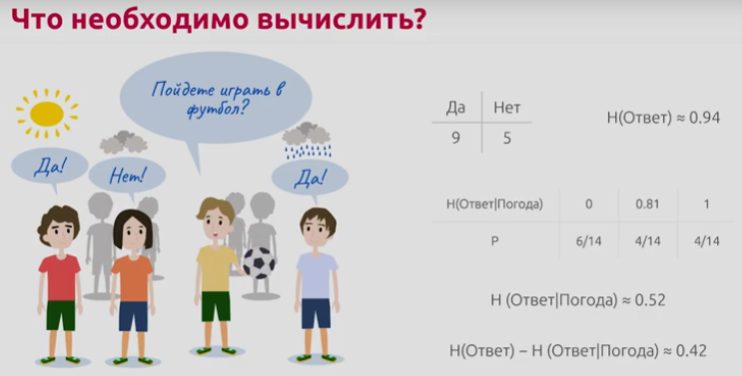 Что необходимо вычислить?
Пойдете играть в
футбол?
Да!
Нет!
Да!
Да Нет
9 5
H(Ответ) ≈ 0.94
H(Ответ|Погода) 0 0.81 1
P 6/14 4/14 4/14
H (Ответ|Погода) ≈ 0.52
H(Ответ) – H (Ответ|Погода) ≈ 0.42